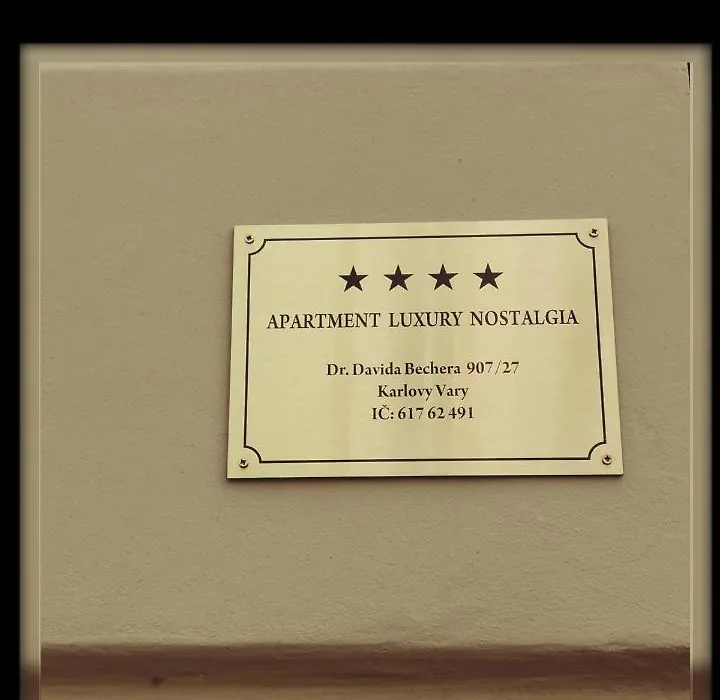 ★ ★ ★ ★
APARTMENT LUXURY NOSTALGIA
Dr. Davida Bechera 907/27
Karlovy Vary
IČ: 617 62 491